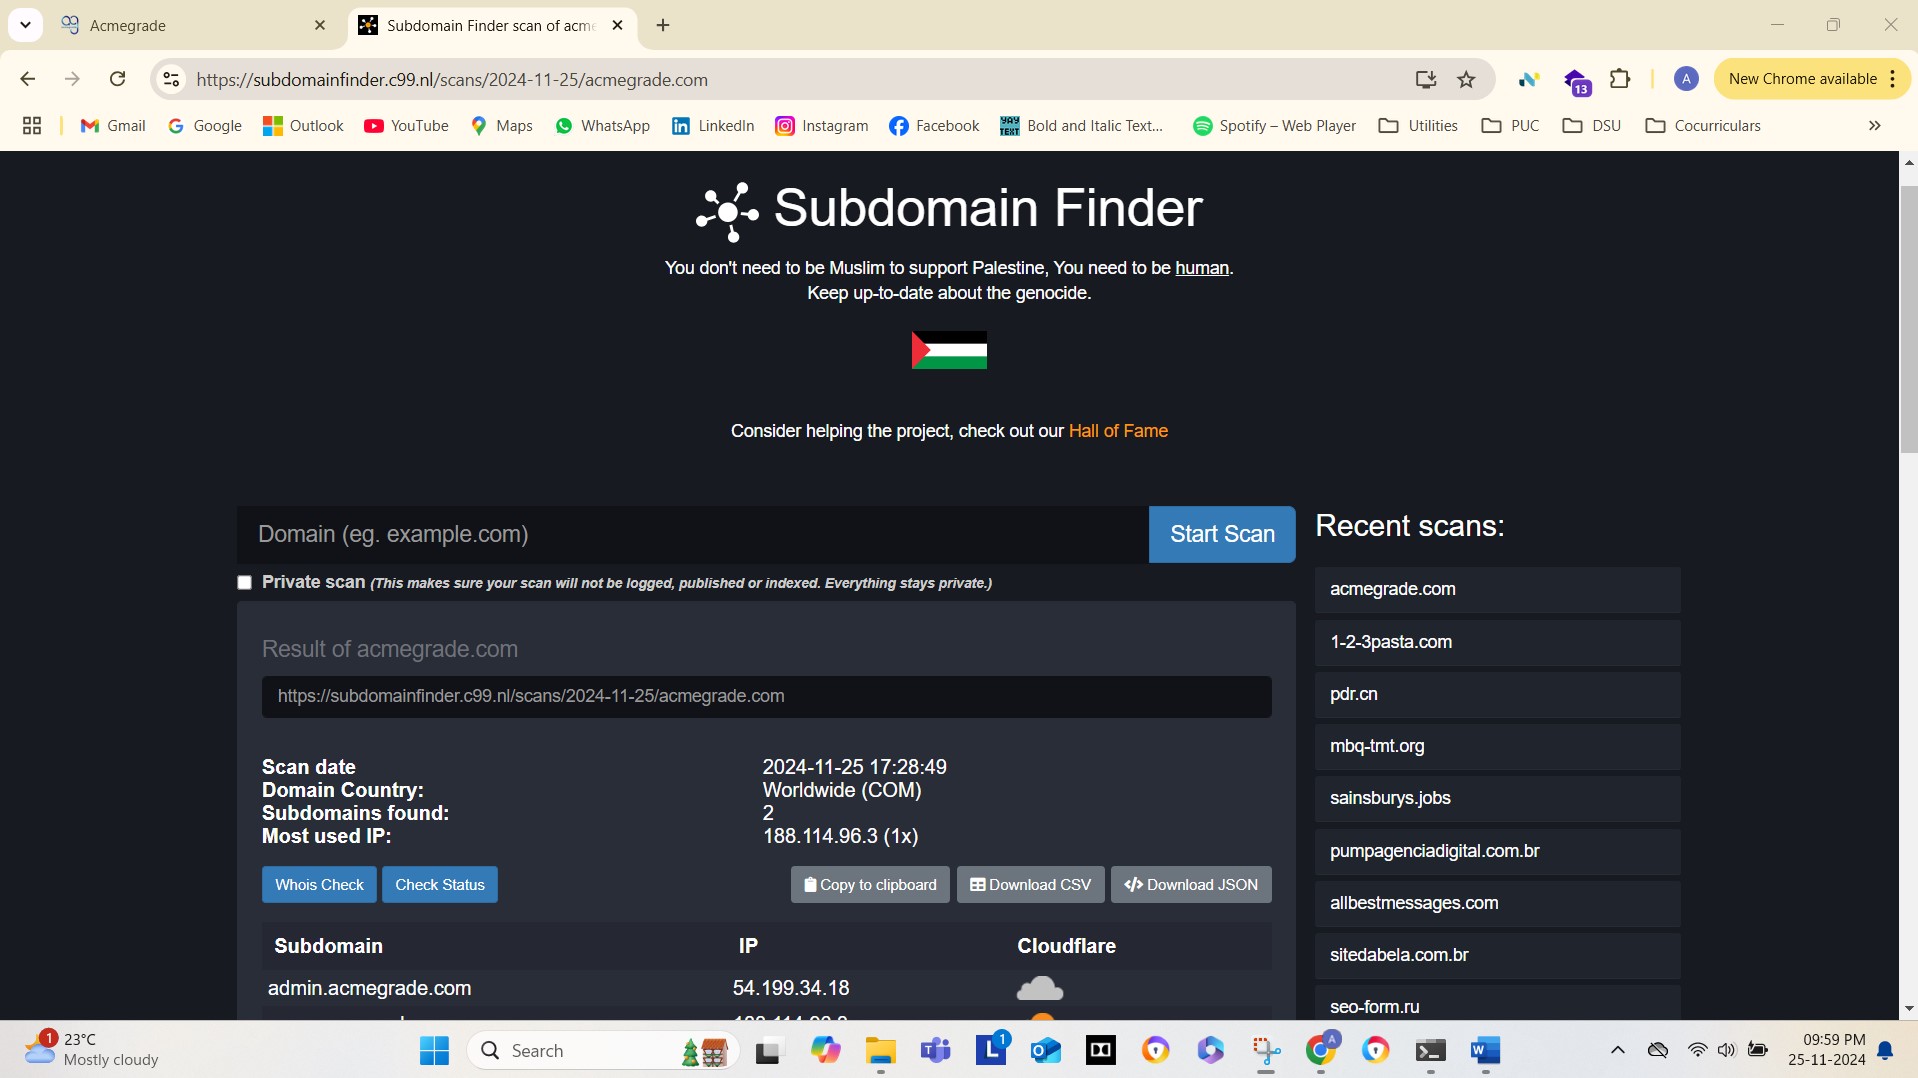 Acmegrade
Subdomain Finder scan of acme
https://subdomainfinder.c99.nl/scans/2024-11-25/acmegrade.com
13
A
New Chrome available
Gmail
Google
Outlook
YouTube
Maps
WhatsApp
LinkedIn
Instagram
Facebook
YAY TEXT
Bold and Italic Text...
Spotify – Web Player
Utilities
PUC
DSU
Cocurriculars
Subdomain Finder
You don't need to be Muslim to support Palestine, You need to be human.
Keep up-to-date about the genocide.
Consider helping the project, check out our Hall of Fame
Domain (eg. example.com)
Start Scan
Private scan (This makes sure your scan will not be logged, published or indexed. Everything stays private.)
Result of acmegrade.com
https://subdomainfinder.c99.nl/scans/2024-11-25/acmegrade.com
Scan date 2024-11-25 17:28:49
Domain Country: Worldwide (COM)
Subdomains found: 2
Most used IP: 188.114.96.3 (1x)
Whois Check
Check Status
Copy to clipboard
Download CSV
Download JSON
Subdomain IP Cloudflare
admin.acmegrade.com 54.199.34.18
Recent scans:
acmegrade.com
1-2-3pasta.com
pdr.cn
mbq-tmt.org
sainsburys.jobs
pumpagenciadigital.com.br
allbestmessages.com
sitedabela.com.br
seo-form.ru
1
23°C
Mostly cloudy
Search
L
1
A
W
09:59 PM
25-11-2024